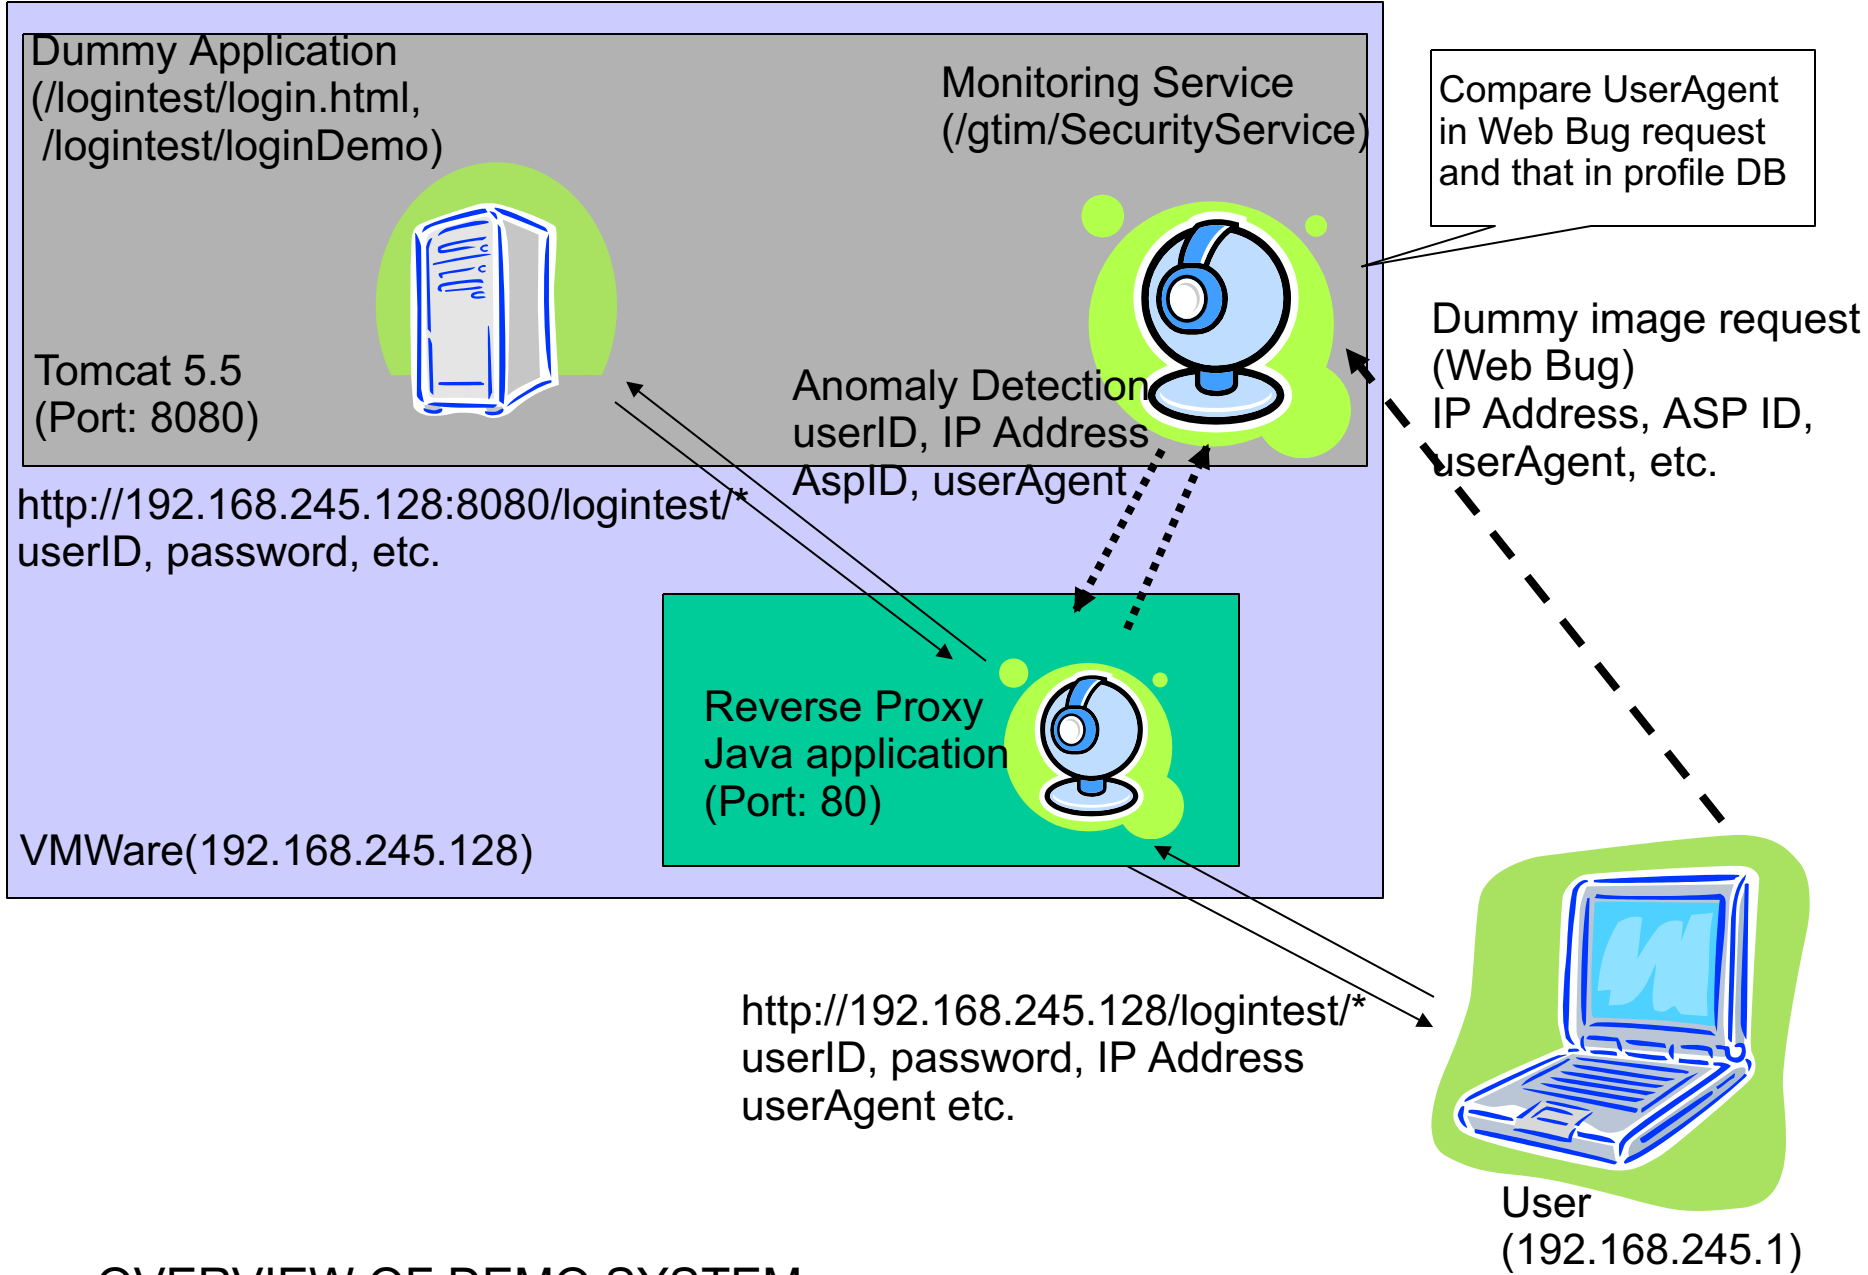 Dummy Application
(/logintest/login.html,
/logintest/loginDemo)
Monitoring Service
(/gtim/SecurityService)
Compare UserAgent
in Web Bug request
and that in profile DB
Tomcat 5.5
(Port: 8080)
Anomaly Detection
userID, IP Address
AspID, userAgent
Dummy image request
(Web Bug)
IP Address, ASP ID,
userAgent, etc.
http://192.168.245.128:8080/logintest/*
userID, password, etc.
Reverse Proxy
Java application
(Port: 80)
VMWare(192.168.245.128)
http://192.168.245.128/logintest/*
userID, password, IP Address
userAgent etc.
User
(192.168.245.1)
OVERVIEW OF DEMO SYSTEM